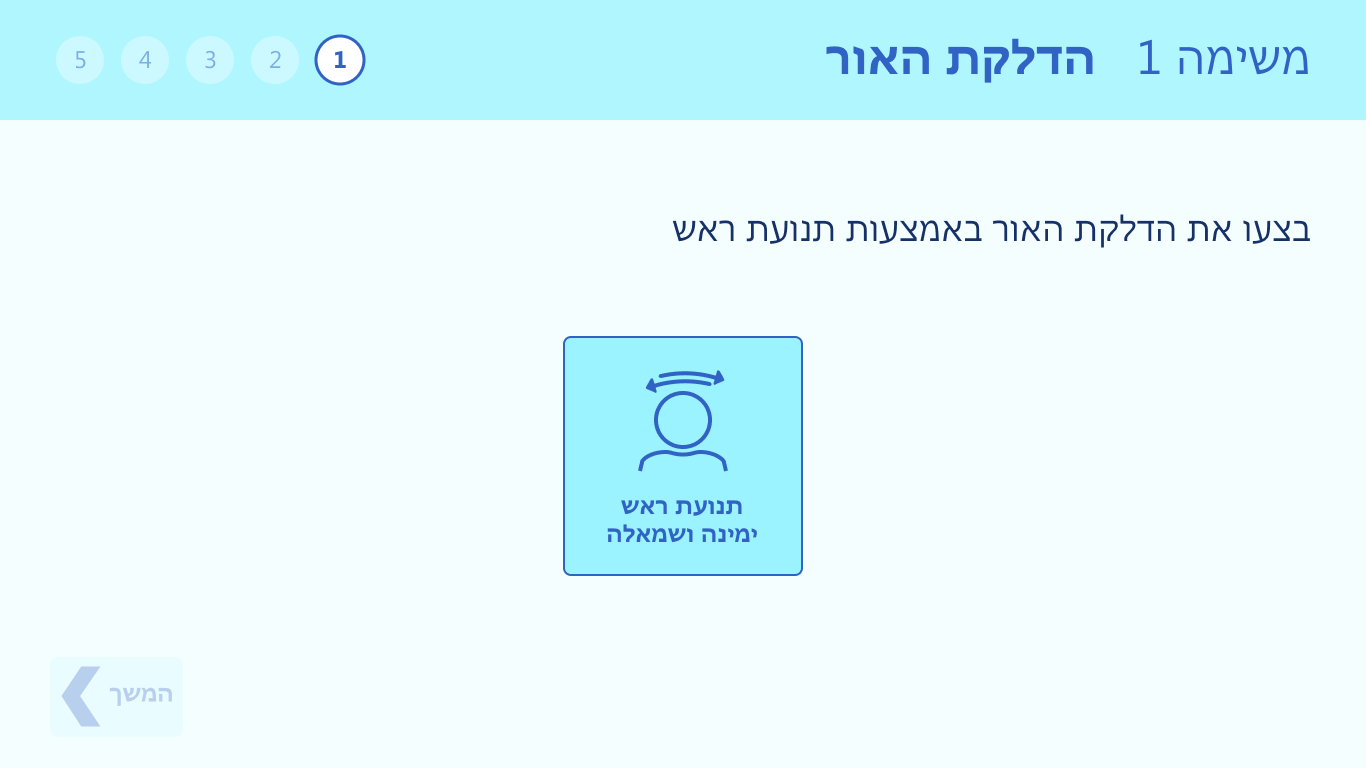 משימה 1 הדלקת האור
1 2 3 4 5
בצעו את הדלקת האור באמצעות תנועת ראש
תנועת ראש
ימינה ושמאלה
המשך